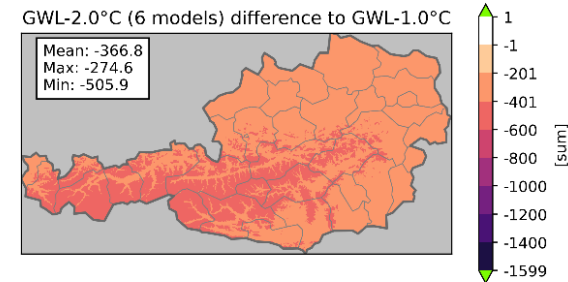 GWL-2.0°C (6 models) difference to GWL-1.0°C
Mean: -366.8
Max: -274.6
Min: -505.9
1
-1
-201
-401
-600
-800
-1000
-1200
-1400
-1599
[sum]